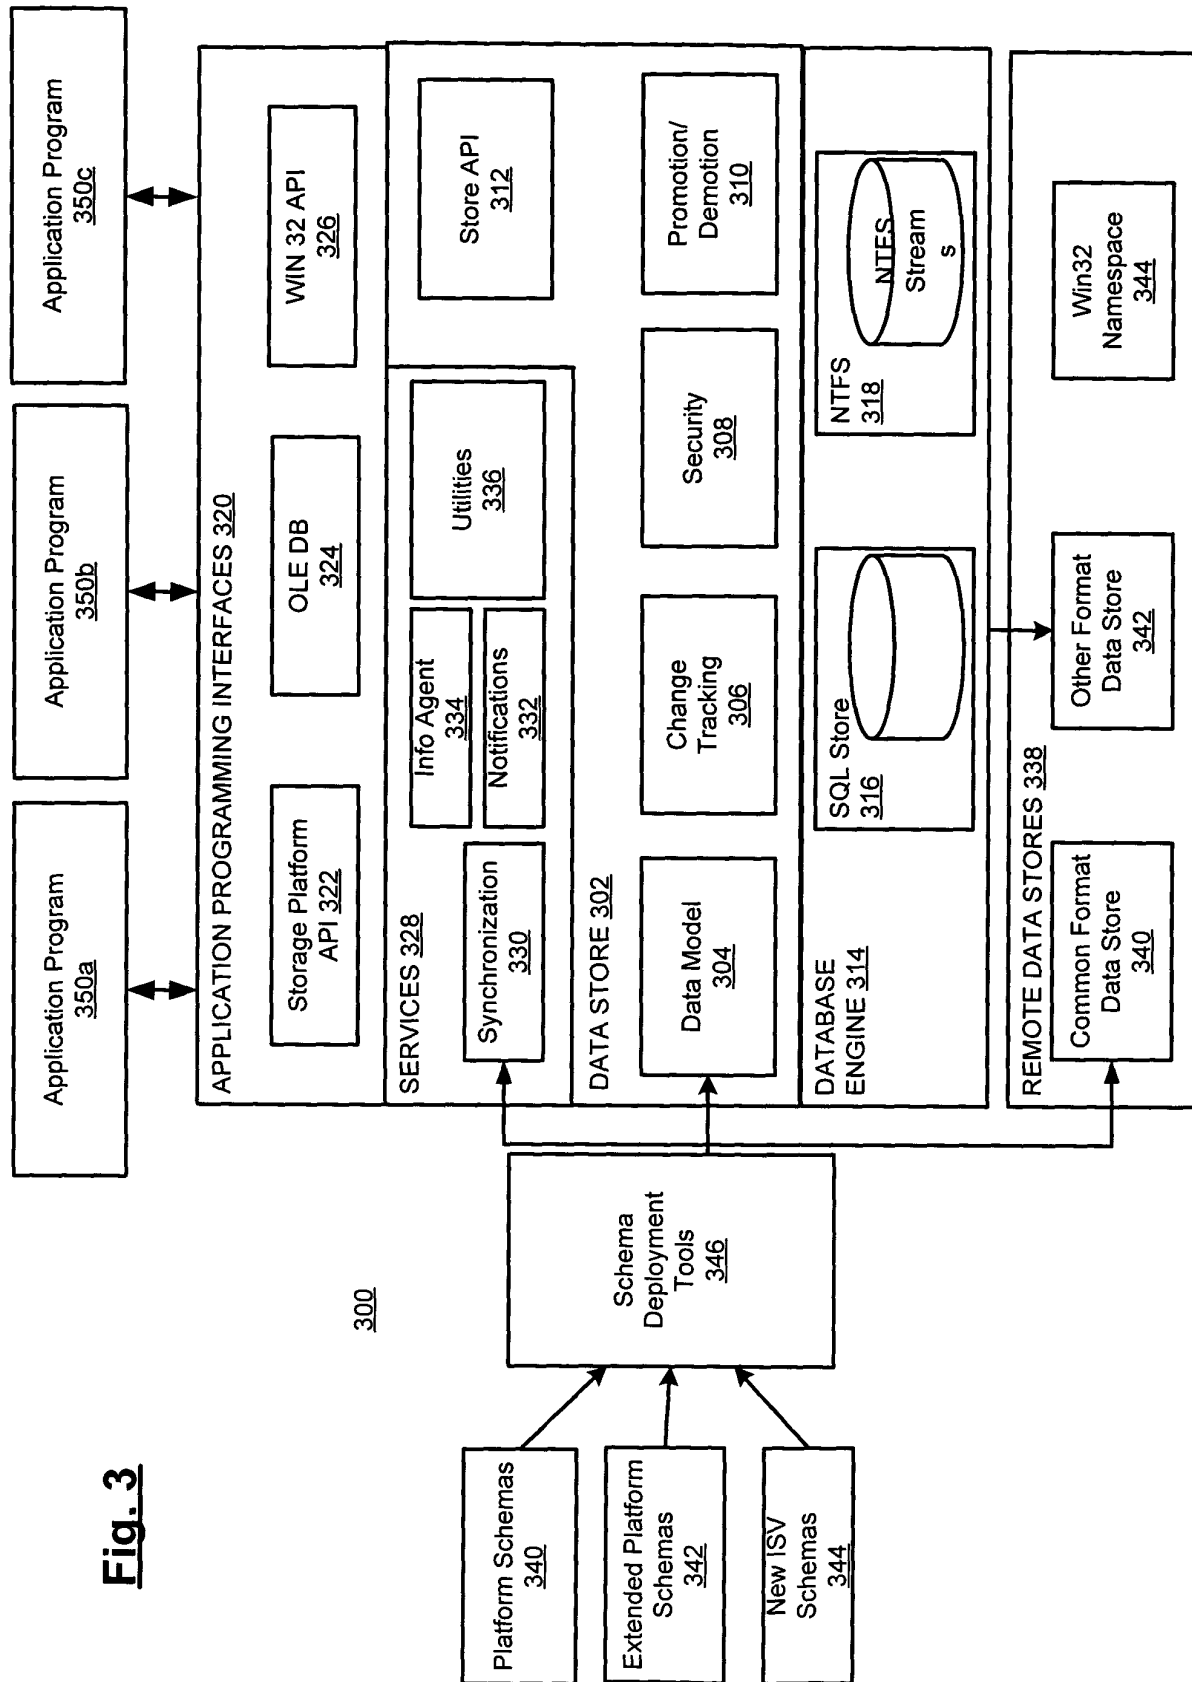 Application Program
350a
Application Program
350b
Application Program
350c
APPLICATION PROGRAMMING INTERFACES 320
Storage Platform
API 322
OLE DB
324
WIN 32 API
326
SERVICES 328
Synchronization
330
Info Agent
334
Notifications
332
Utilities
336
Store API
312
DATA STORE 302
Data Model
304
Change
Tracking
306
Security
308
Promotion/
Demotion
310
DATABASE
ENGINE 314
SQL Store
316
NTFS
318
NTFS
Stream
s
REMOTE DATA STORES 338
Common Format
Data Store
340
Other Format
Data Store
342
Win32
Namespace
344
Schema
Deployment
Tools
346
300
Platform Schemas
340
Extended Platform
Schemas
342
New ISV
Schemas
344
Fig. 3